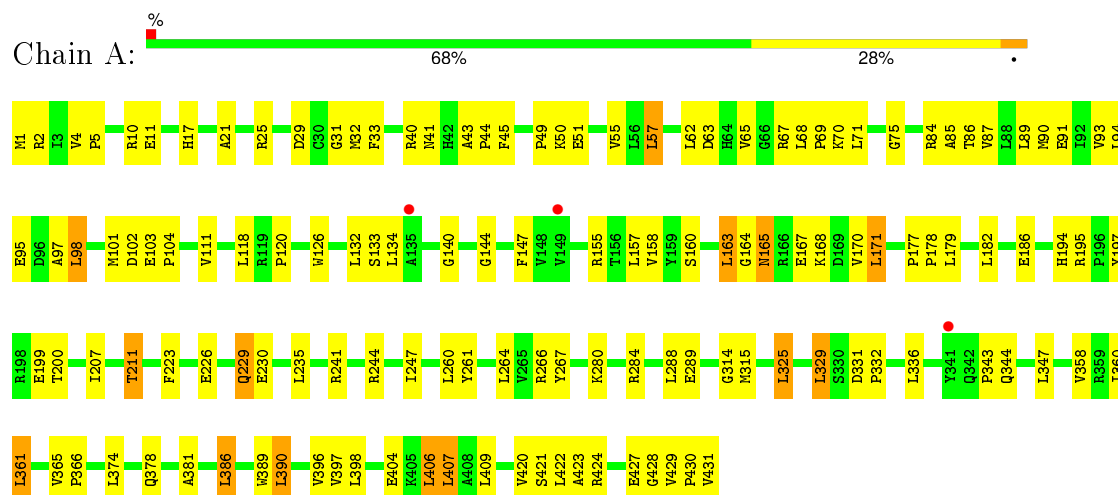 %
Chain A:
68% 28% •
M1 R2 I3 V4 P5 R10 E11 H17 A21 R25 D29 C30 G31 M32 F33 R40 N41 H42 A43 P44 F45 P49 K50 E51 V55 L56 L57 L62 D63 H64 V65 G66 R67 L68 P69 K70 L71 G75 R84 A85 T86 V87 L88 L89 M90 E91 I92 V93 L94
E95 D96 A97 L98 M101 D102 E103 P104 V111 L118 R119 P120 W126 L132 S133 L134 A135 G140 G144 F147 V148 V149 R155 T156 L157 V158 Y159 S160 L163 G164 N165 R166 E167 K168 D169 V170 L171 P177 P178 L179 L182 E186 H194 R195 P196 Y197
R198 E199 T200 I207 T211 F223 E226 Q229 E230 L235 R241 R244 I247 L260 Y261 L264 V265 R266 Y267 K280 R284 L288 E289 G314 M315 L325 L329 S330 D331 P332 L336 Y341 Q342 P343 Q344 L347 V358 R359 I360
L361 V365 P366 L374 Q378 A381 L386 W389 L390 V396 V397 L398 E404 K405 L406 L407 A408 L409 V420 S421 L422 A423 R424 E427 G428 V429 P430 V431